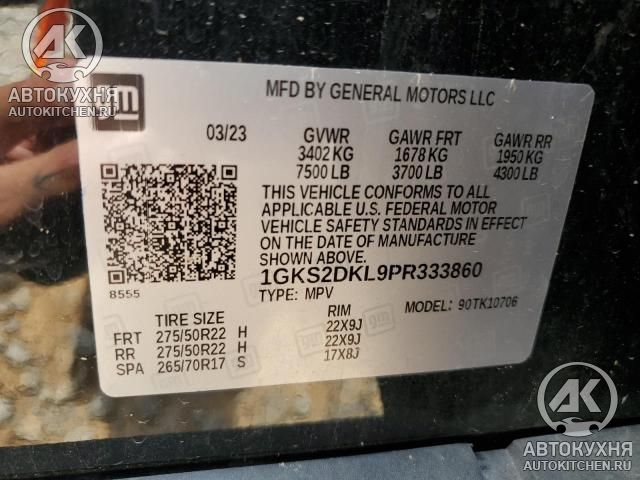 АВТОКУХНЯ
AUTOKITCHEN.RU
gm
MFD BY GENERAL MOTORS LLC
03/23 GVWR GAWR FRT GAWR RR
3402 KG 1678 KG 1950 KG
7500 LB 3700 LB 4300 LB
THIS VEHICLE CONFORMS TO ALL
APPLICABLE U.S. FEDERAL MOTOR
VEHICLE SAFETY STANDARDS IN EFFECT
ON THE DATE OF MANUFACTURE
SHOWN ABOVE.
1GKS2DKL9PR333860
8555 TYPE: MPV MODEL: 90TK10706
TIRE SIZE RIM
FRT 275/50R22 H 22X9J
RR 275/50R22 H 22X9J
SPA 265/70R17 S 17X8J
AK
АВТОКУХНЯ
AUTOKITCHEN.RU